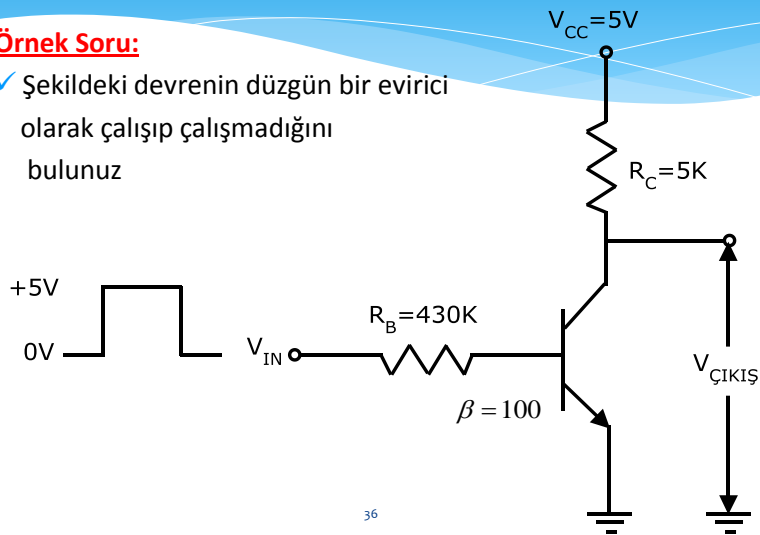 V_CC=5V
Örnek Soru:
✓ Şekildeki devrenin düzgün bir evirici
olarak çalışıp çalışmadığını
bulunuz
R_C=5K
+5V
R_B=430K
0V
V_IN
V_ÇIKIŞ
β = 100
36